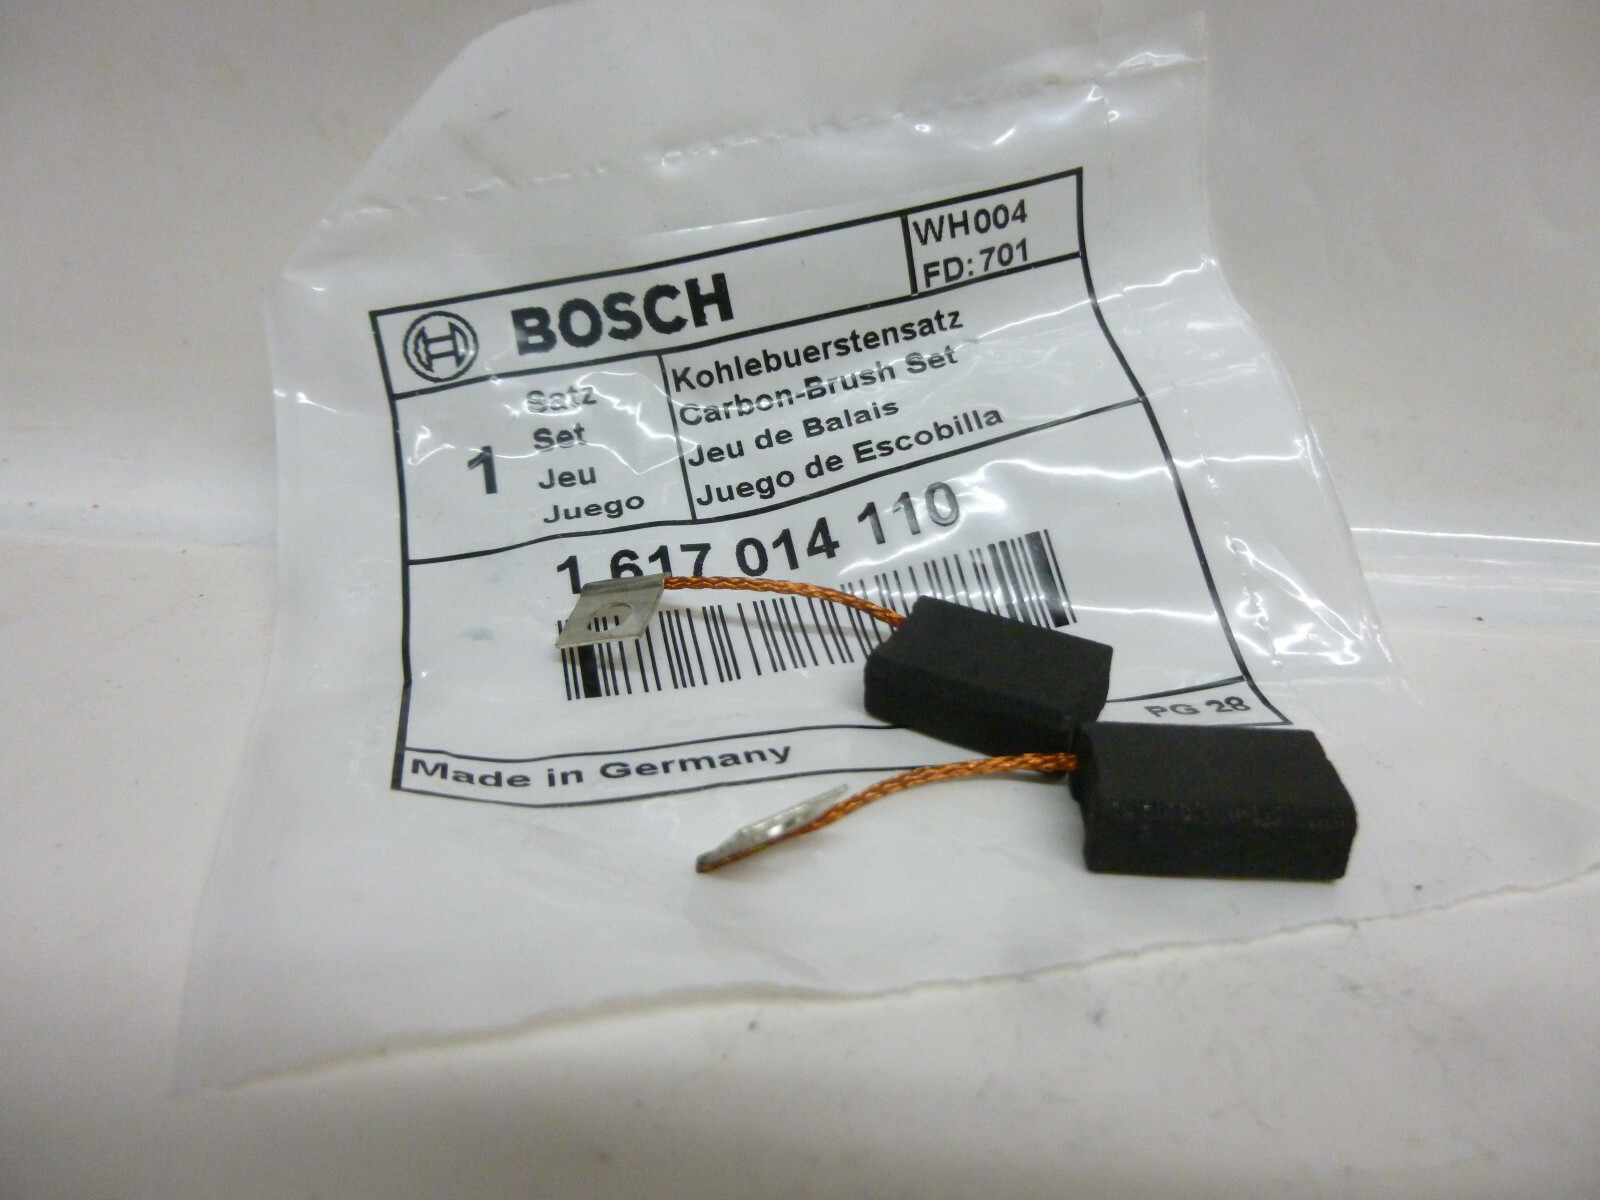 BOSCH
WH004
FD: 701
1
Satz
Set
Jeu
Juego
Kohlebuerstensatz
Carbon-Brush Set
Jeu de Balais
Juego de Escobilla
1 617 014 110
Made in Germany
PG 28